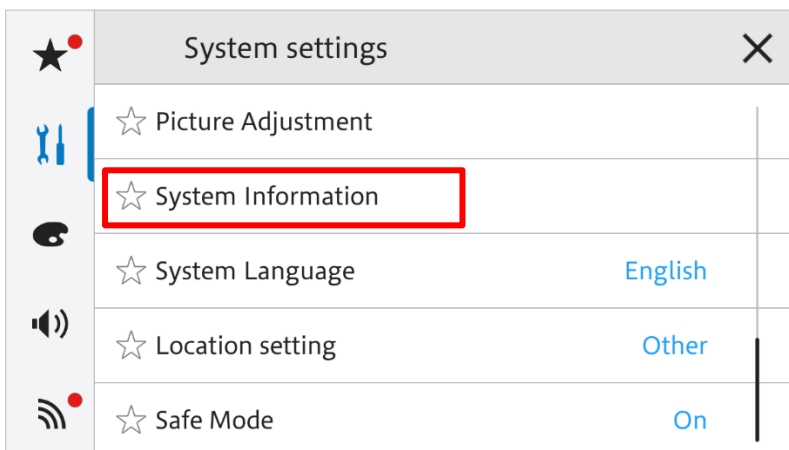 System settings
Picture Adjustment
System Information
System Language English
Location setting Other
Safe Mode On